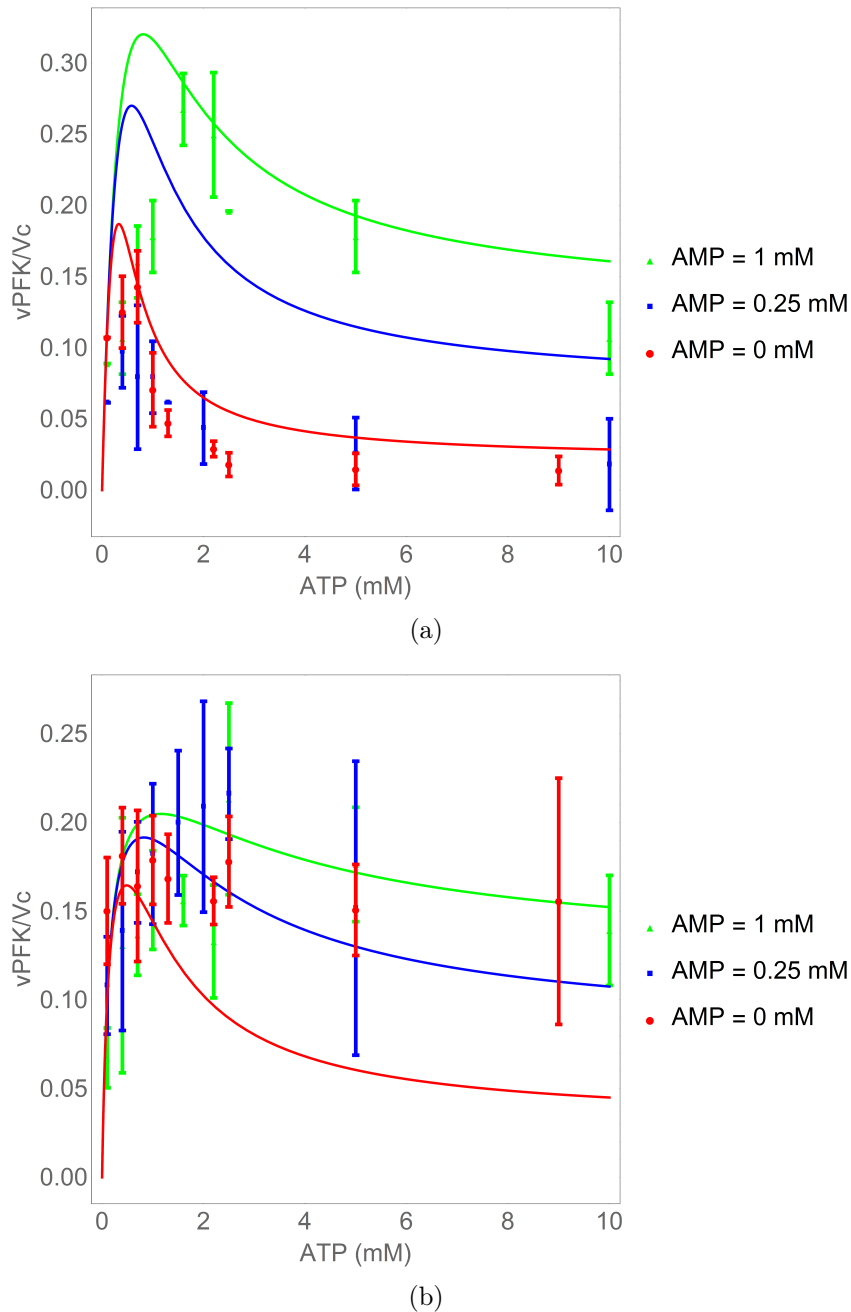 0.30
0.25
0.20
0.15
0.10
0.05
0.00
vPFK/Vc
0 2 4 6 8 10
ATP (mM)
AMP = 1 mM
AMP = 0.25 mM
AMP = 0 mM
(a)
0.25
0.20
0.15
0.10
0.05
0.00
vPFK/Vc
0 2 4 6 8 10
ATP (mM)
AMP = 1 mM
AMP = 0.25 mM
AMP = 0 mM
(b)